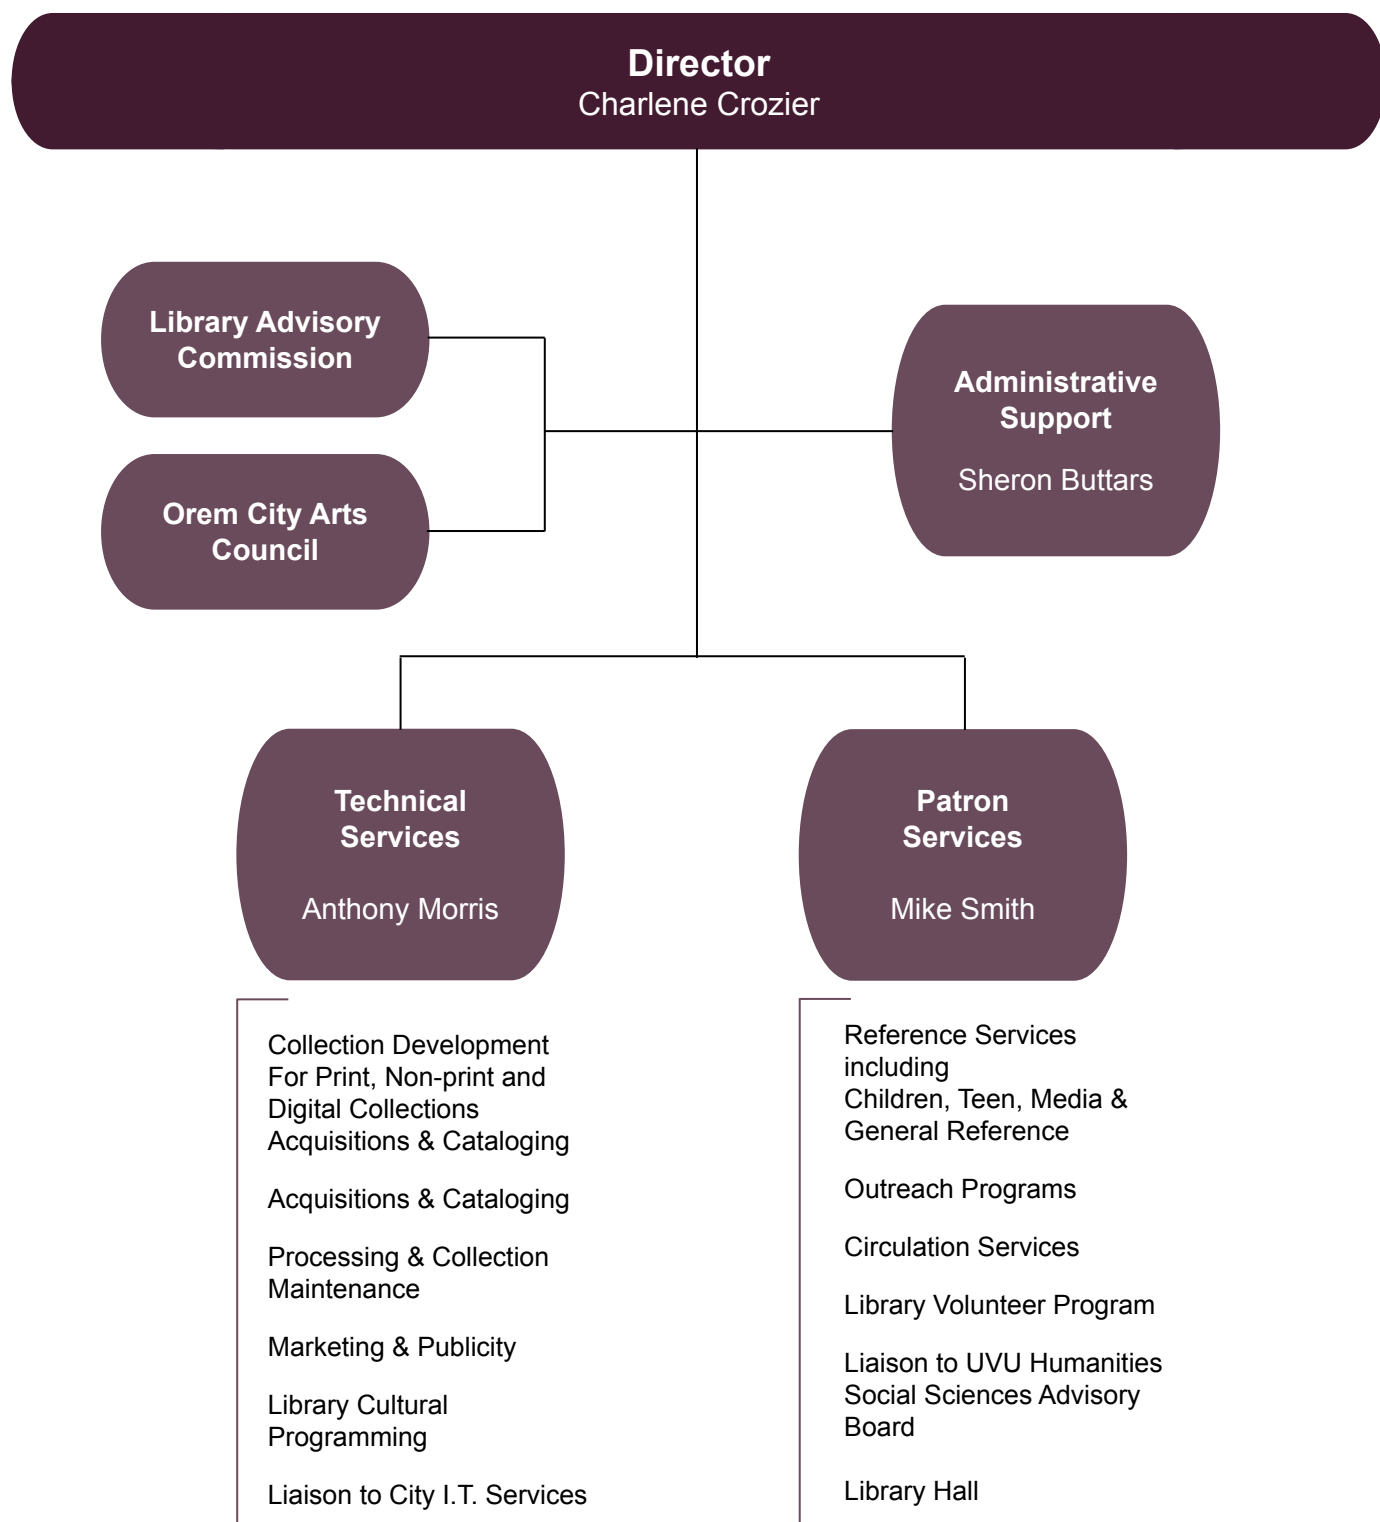 Director
Charlene Crozier
Library Advisory
Commission
Orem City Arts
Council
Administrative
Support
Sheron Buttars
Technical
Services
Anthony Morris
Collection Development
For Print, Non-print and
Digital Collections
Acquisitions & Cataloging
Acquisitions & Cataloging
Processing & Collection
Maintenance
Marketing & Publicity
Library Cultural
Programming
Liaison to City I.T. Services
Patron
Services
Mike Smith
Reference Services
including
Children, Teen, Media &
General Reference
Outreach Programs
Circulation Services
Library Volunteer Program
Liaison to UVU Humanities
Social Sciences Advisory
Board
Library Hall